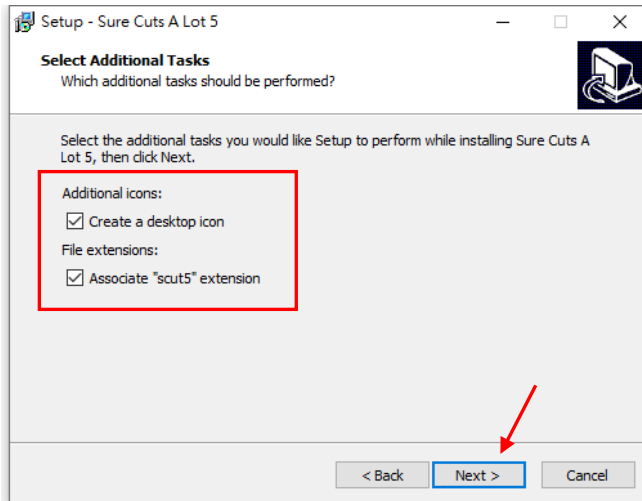 Setup - Sure Cuts A Lot 5
Select Additional Tasks
Which additional tasks should be performed?
Select the additional tasks you would like Setup to perform while installing Sure Cuts A
Lot 5, then click Next.
Additional icons:
Create a desktop icon
File extensions:
Associate "scut5" extension
< Back
Next >
Cancel